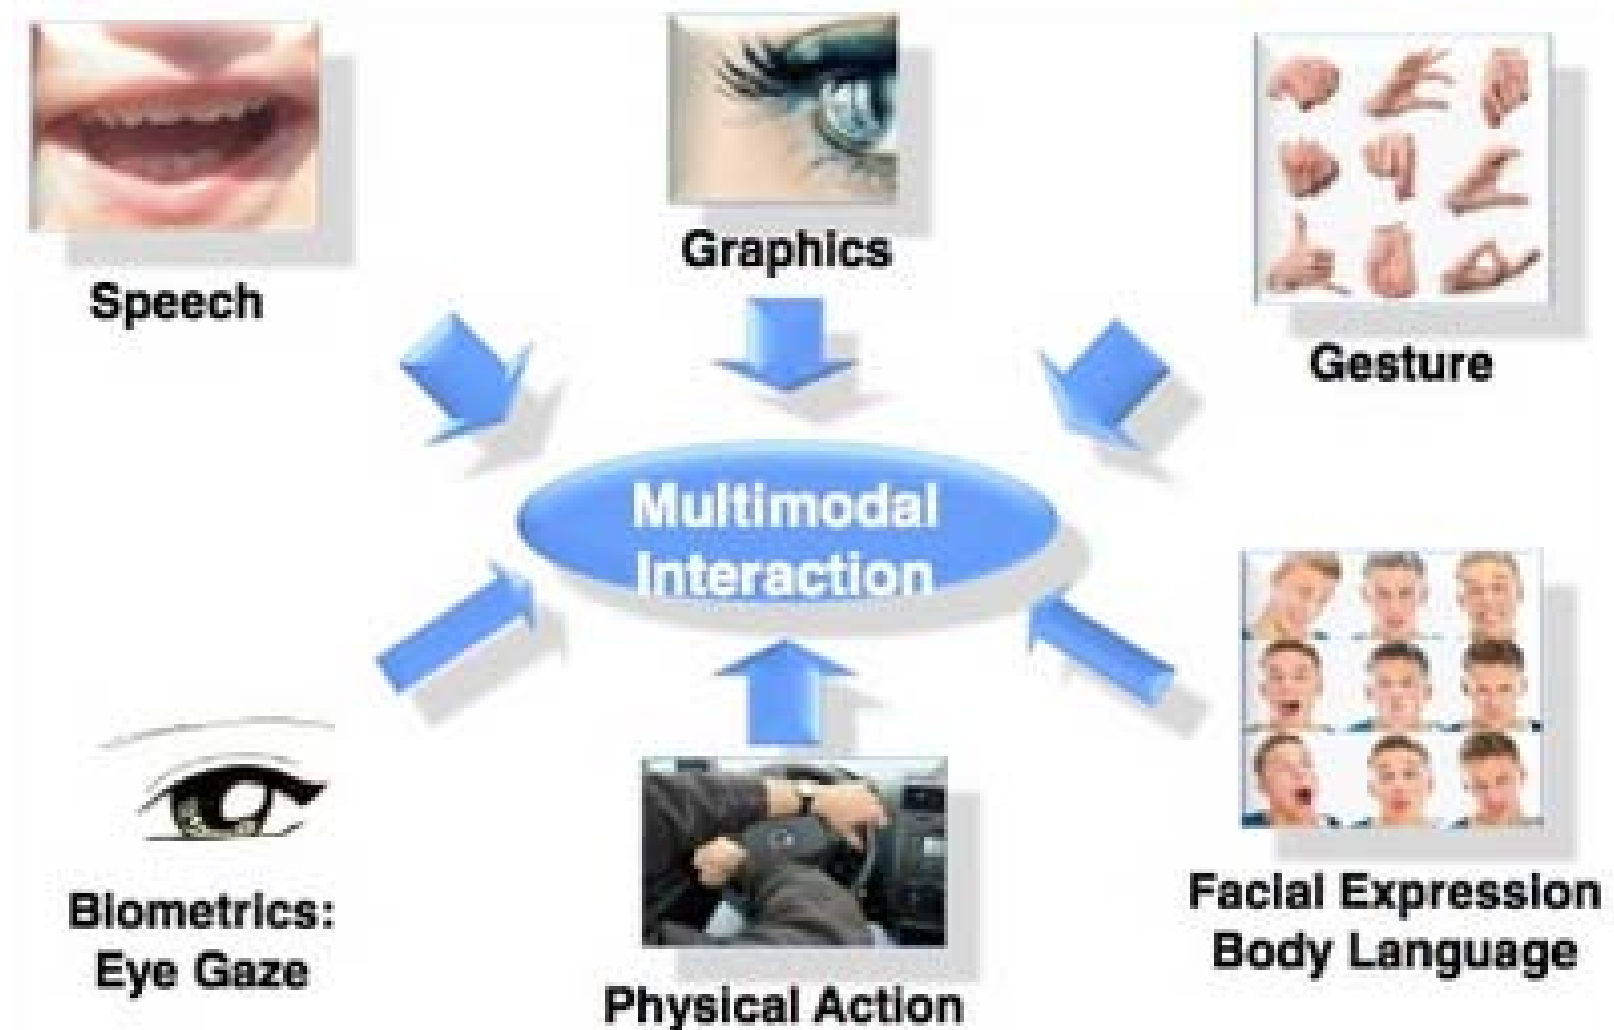 Speech
Graphics
Gesture
Multimodal
Interaction
Biometrics:
Eye Gaze
Physical Action
Facial Expression
Body Language